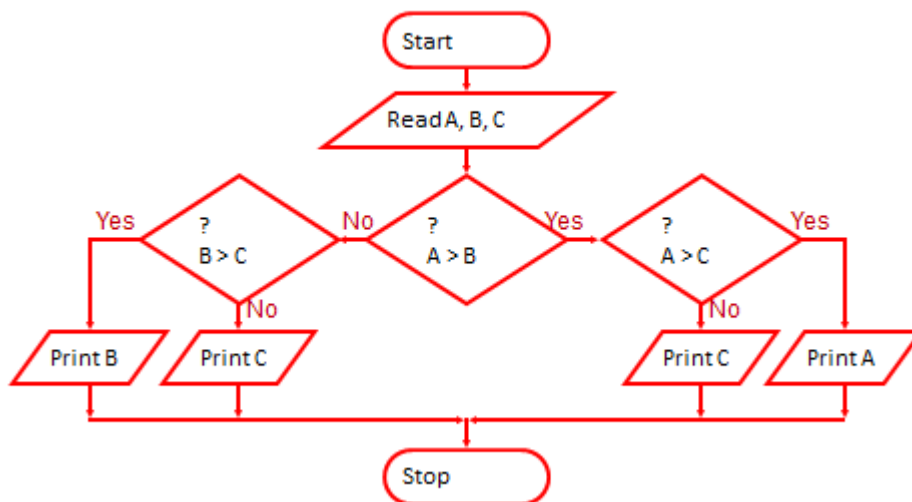 Start
Read A, B, C
Yes
?
B > C
No
?
A > B
Yes
?
A > C
Yes
No
No
Print B
Print C
Print C
Print A
Stop